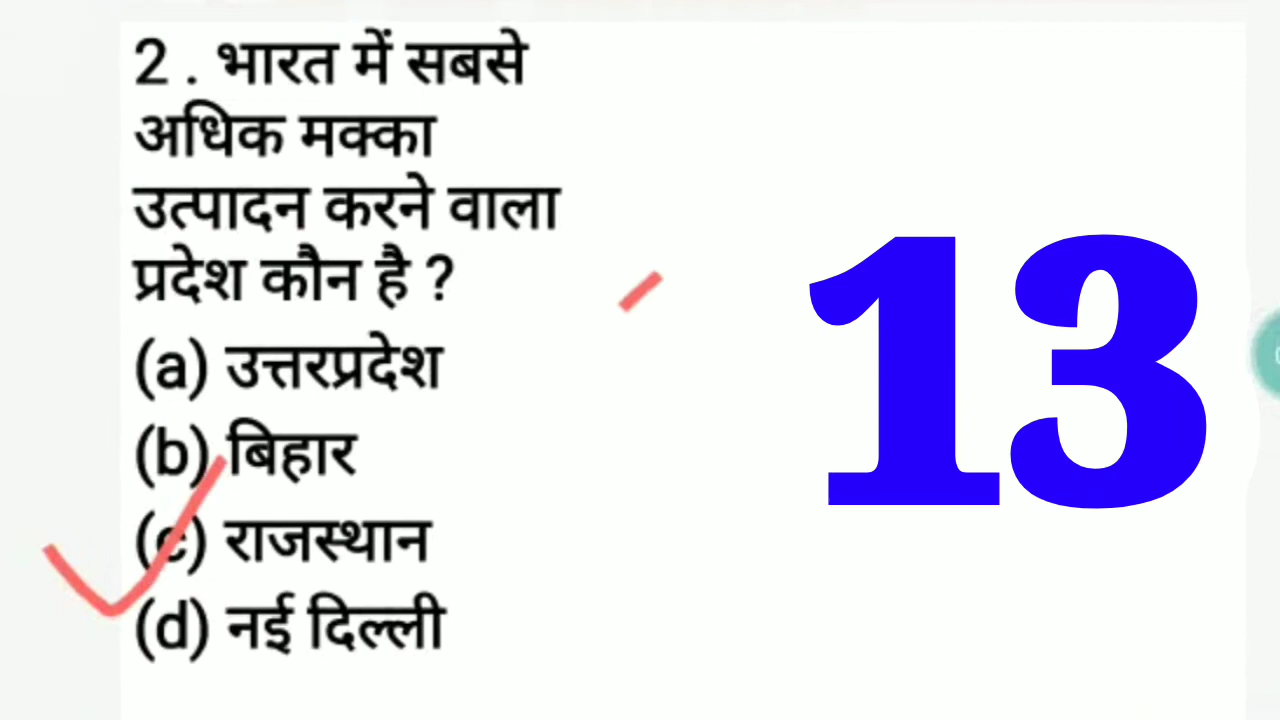 2 . भारत में सबसे
अधिक मक्का
उत्पादन करने वाला
प्रदेश कौन है ?
(a) उत्तरप्रदेश
(b) बिहार
(c) राजस्थान
(d) नई दिल्ली
13